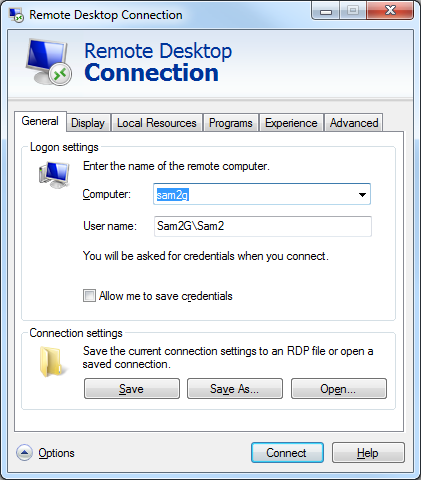 Remote Desktop Connection
Remote Desktop
Connection
General Display Local Resources Programs Experience Advanced
Logon settings
Enter the name of the remote computer.
Computer: sam2g
User name: Sam2G\Sam2
You will be asked for credentials when you connect.
Allow me to save credentials
Connection settings
Save the current connection settings to an RDP file or open a
saved connection.
Save Save As... Open...
Options Connect Help